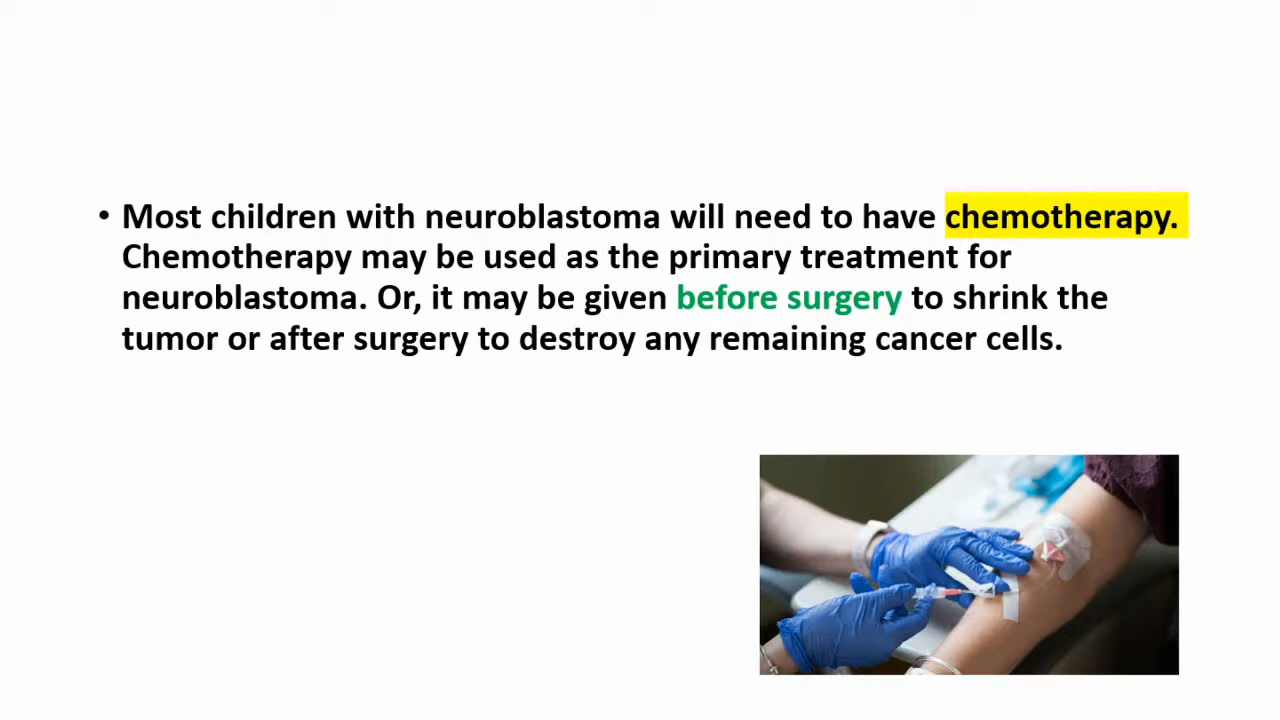 • Most children with neuroblastoma will need to have chemotherapy.
Chemotherapy may be used as the primary treatment for
neuroblastoma. Or, it may be given before surgery to shrink the
tumor or after surgery to destroy any remaining cancer cells.